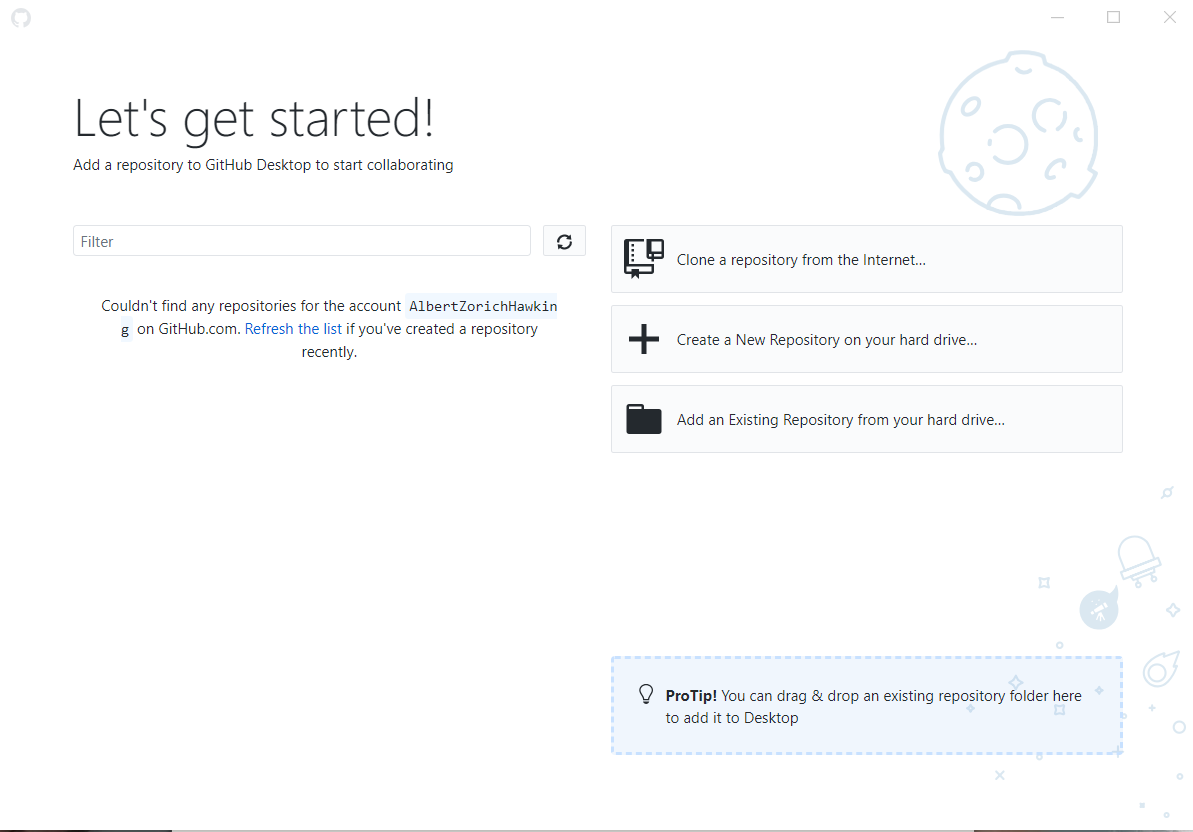 Let's get started!
Add a repository to GitHub Desktop to start collaborating
Filter
Couldn't find any repositories for the account AlbertZorichHawkin
g on GitHub.com. Refresh the list if you've created a repository
recently.
Clone a repository from the Internet...
Create a New Repository on your hard drive...
Add an Existing Repository from your hard drive...
ProTip! You can drag & drop an existing repository folder here
to add it to Desktop